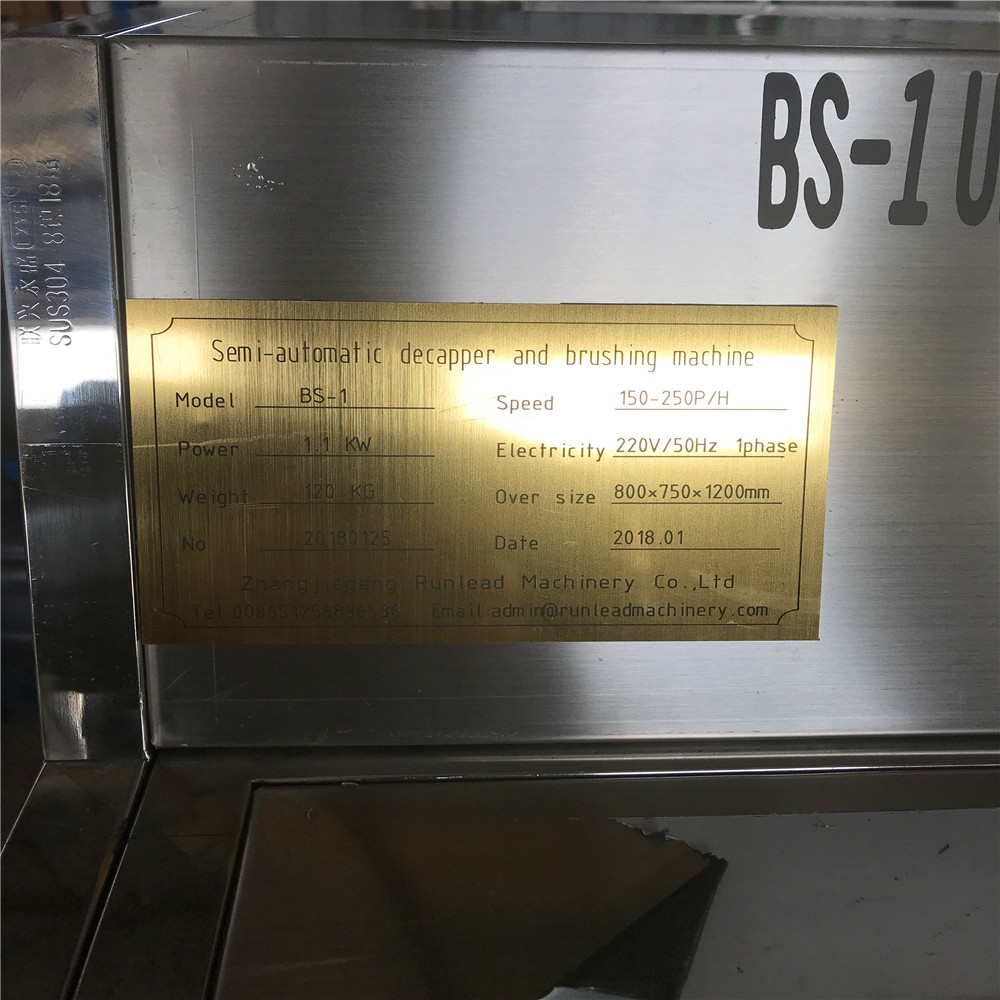 BS-1 U
SUS304
Semi-automatic decapper and brushing machine
Model BS-1 Speed 150-250P/H
Power 1.1 KW Electricity 220V/50Hz 1phase
Weight 120 KG Over size 800×750×1200mm
No 20180125 Date 2018.01
Zhangjiagang Runlead Machinery Co.,Ltd
Tel: Email:admin@runleadmachinery.com